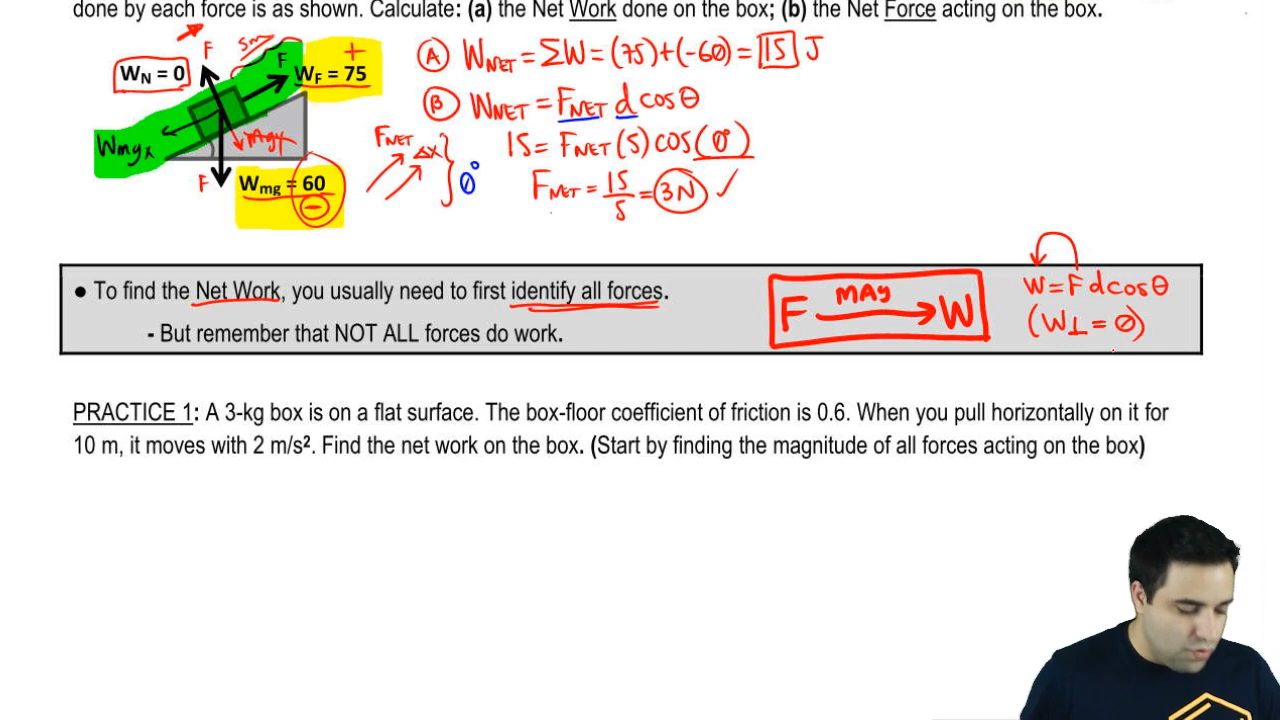 done by each force is as shown. Calculate: (a) the Net Work done on the box; (b) the Net Force acting on the box.
F 5m F +
W_N = 0 W_F = 75
Wmgx mgy
F W_mg = 60
−
F_NET Δx } 0°
(A) W_NET = ΣW = (75)+(-60) = 15 J
(B) W_NET = F_NET d cos θ
15 = F_NET (5) cos (0°)
F_NET = 15/5 = 3N ✓
● To find the Net Work, you usually need to first identify all forces.
- But remember that NOT ALL forces do work.
F MAY → W
W = F d cos θ
(W⊥ = 0)
PRACTICE 1: A 3-kg box is on a flat surface. The box-floor coefficient of friction is 0.6. When you pull horizontally on it for
10 m, it moves with 2 m/s². Find the net work on the box. (Start by finding the magnitude of all forces acting on the box)